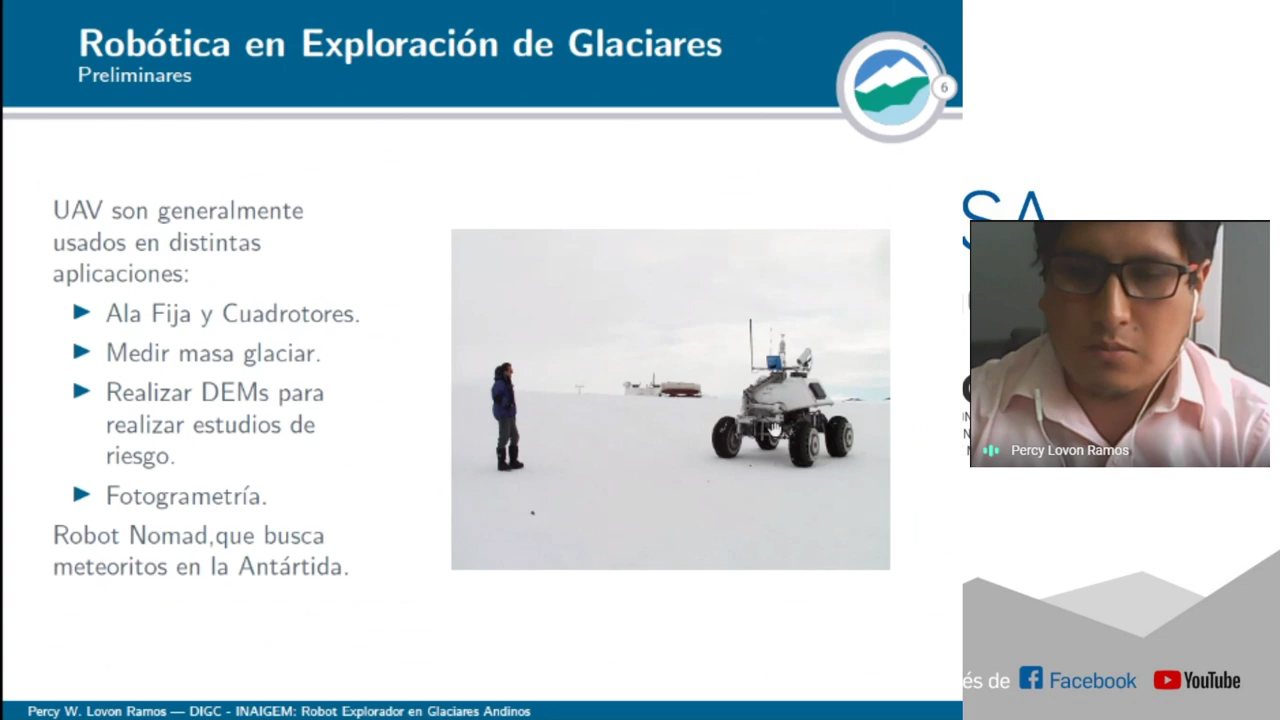 Robótica en Exploración de Glaciares
Preliminares
6
UAV son generalmente
usados en distintas
aplicaciones:
Ala Fija y Cuadrotores.
Medir masa glaciar.
Realizar DEMs para
realizar estudios de
riesgo.
Fotogrametría.
Robot Nomad,que busca
meteoritos en la Antártida.
Percy W. Lovon Ramos — DIGC - INAIGEM: Robot Explorador en Glaciares Andinos
SA
Percy Lovon Ramos
és de Facebook YouTube